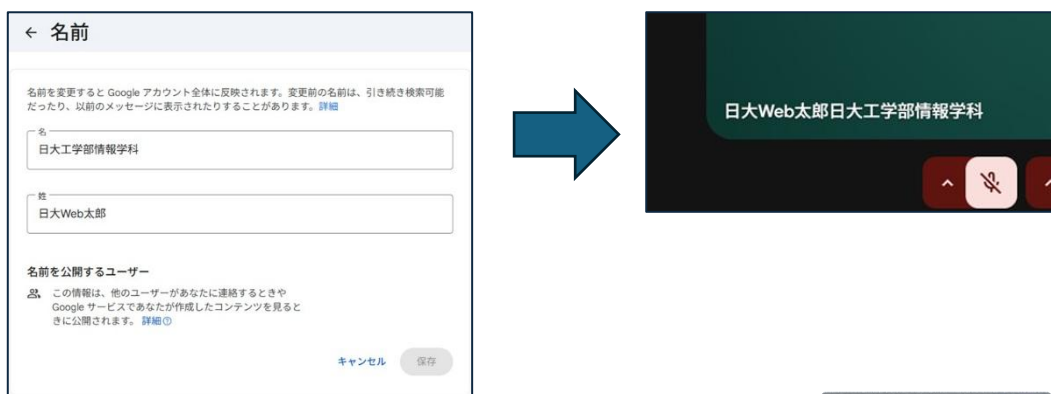 ← 名前
名前を変更すると Google アカウント全体に反映されます。変更前の名前は、引き続き検索可能
だったり、以前のメッセージに表示されたりすることがあります。詳細
名
日大工学部情報学科
姓
日大Web太郎
名前を公開するユーザー
この情報は、他のユーザーがあなたに連絡するときや
Google サービスであなたが作成したコンテンツを見ると
きに公開されます。 詳細
キャンセル 保存
日大Web太郎日大工学部情報学科